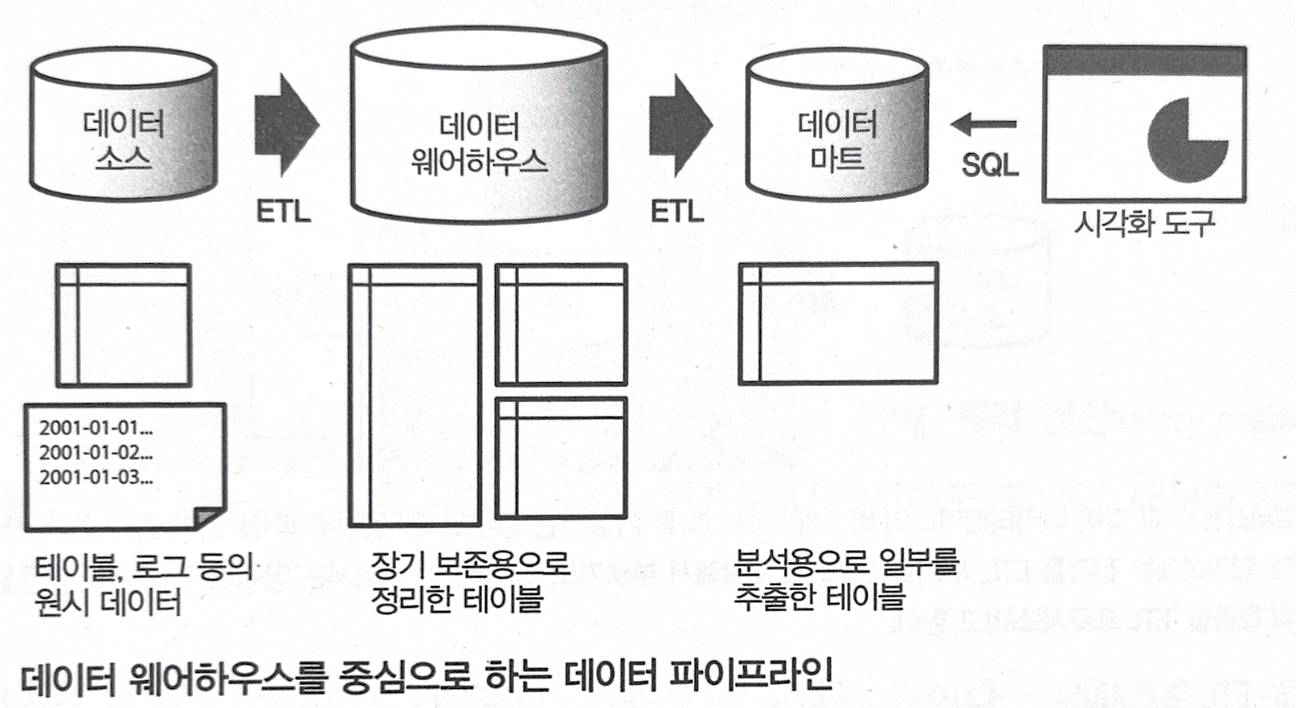 데이터
소스
ETL
데이터
웨어하우스
ETL
데이터
마트
SQL
시각화 도구
2001-01-01...
2001-01-02...
2001-01-03...
테이블, 로그 등의
원시 데이터
장기 보존용으로
정리한 테이블
분석용으로 일부를
추출한 테이블
데이터 웨어하우스를 중심으로 하는 데이터 파이프라인